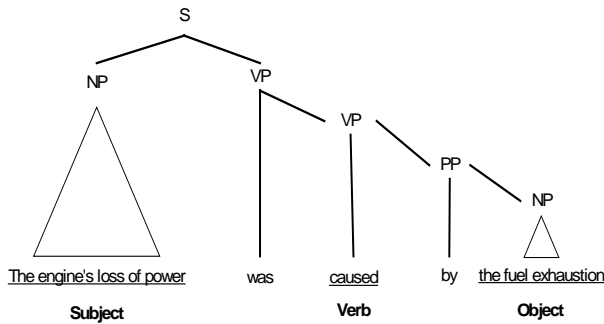 S
NP VP
VP
PP
NP
The engine's loss of power was caused by the fuel exhaustion
Subject Verb Object